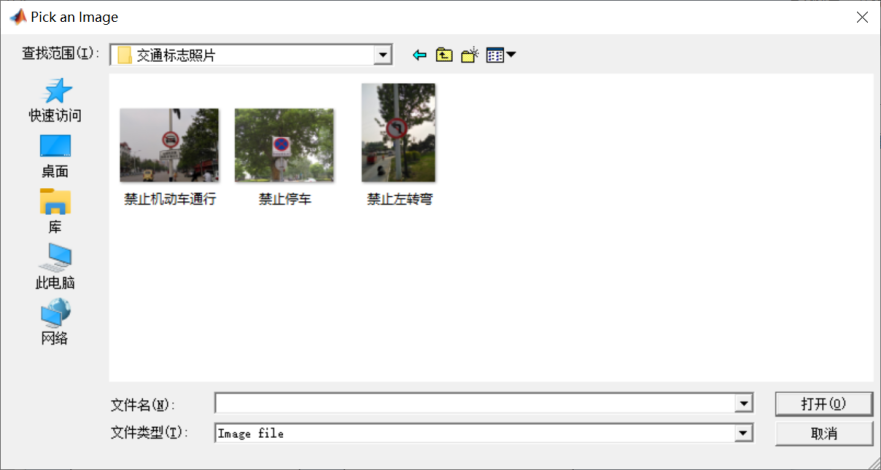 Pick an Image
查找范围(I):
交通标志照片
快速访问
桌面
库
此电脑
网络
禁止机动车通行
禁止停车
禁止左转弯
文件名(N):
打开(O)
文件类型(T):
Image file
取消